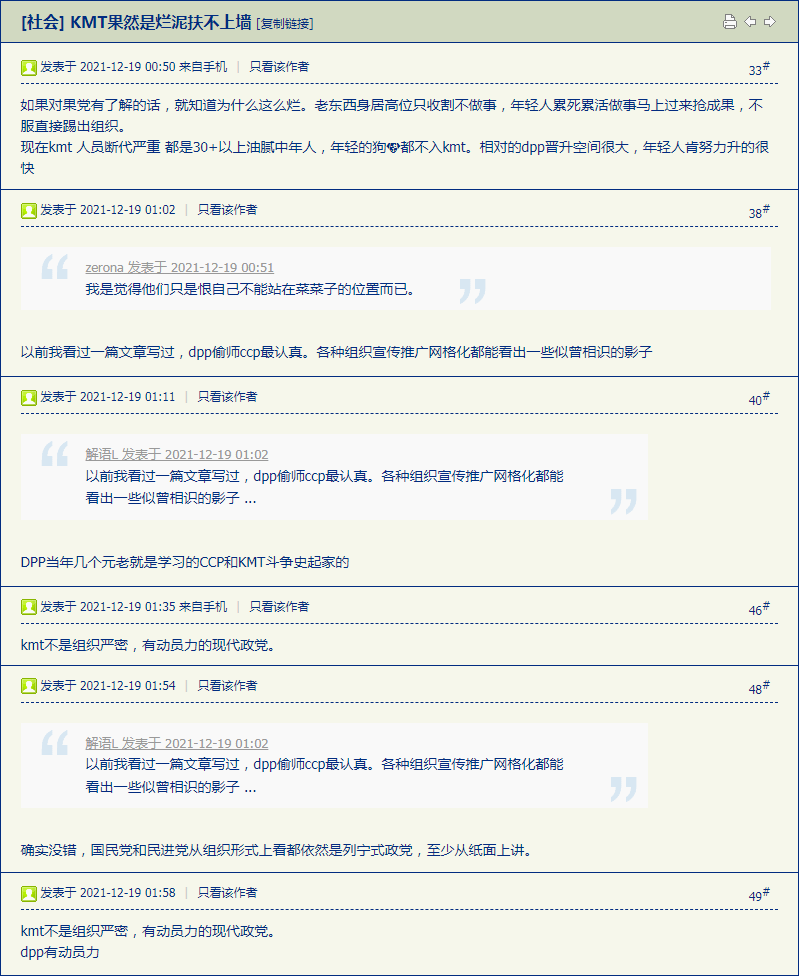 [社会] KMT果然是烂泥扶不上墙 [复制链接]
发表于 2021-12-19 00:50 来自手机 | 只看该作者
33#
如果对果党有了解的话，就知道为什么这么烂。老东西身居高位只收割不做事，年轻人累死累活做事马上过来抢成果，不
服直接踢出组织。
现在kmt 人员断代严重 都是30+以上油腻中年人，年轻的狗🐶都不入kmt。相对的dpp晋升空间很大，年轻人肯努力升的很
快
发表于 2021-12-19 01:02 | 只看该作者
38#
zerona 发表于 2021-12-19 00:51
我是觉得他们只是恨自己不能站在菜菜子的位置而已。
以前我看过一篇文章写过，dpp偷师ccp最认真。各种组织宣传推广网格化都能看出一些似曾相识的影子
发表于 2021-12-19 01:11 | 只看该作者
40#
解语L 发表于 2021-12-19 01:02
以前我看过一篇文章写过，dpp偷师ccp最认真。各种组织宣传推广网格化都能
看出一些似曾相识的影子 ...
DPP当年几个元老就是学习的CCP和KMT斗争史起家的
发表于 2021-12-19 01:35 来自手机 | 只看该作者
46#
kmt不是组织严密，有动员力的现代政党。
发表于 2021-12-19 01:54 | 只看该作者
48#
解语L 发表于 2021-12-19 01:02
以前我看过一篇文章写过，dpp偷师ccp最认真。各种组织宣传推广网格化都能
看出一些似曾相识的影子 ...
确实没错，国民党和民进党从组织形式上看都依然是列宁式政党，至少从纸面上讲。
发表于 2021-12-19 01:58 | 只看该作者
49#
kmt不是组织严密，有动员力的现代政党。
dpp有动员力